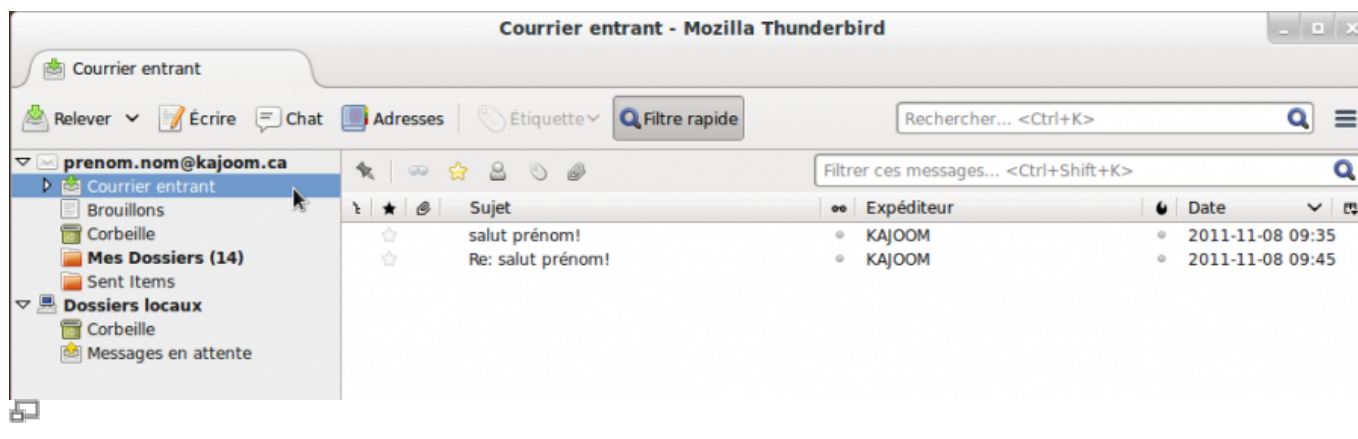 Courrier entrant - Mozilla Thunderbird
Courrier entrant
Relever Écrire Chat Adresses Étiquette Filtre rapide Rechercher... <Ctrl+K>
prenom.nom@kajoom.ca
Filtrer ces messages... <Ctrl+Shift+K>
Courrier entrant
Brouillons
Corbeille
Mes Dossiers (14)
Sent Items
Dossiers locaux
Corbeille
Messages en attente
Sujet Expéditeur Date
salut prénom! KAJOOM 2011-11-08 09:35
Re: salut prénom! KAJOOM 2011-11-08 09:45